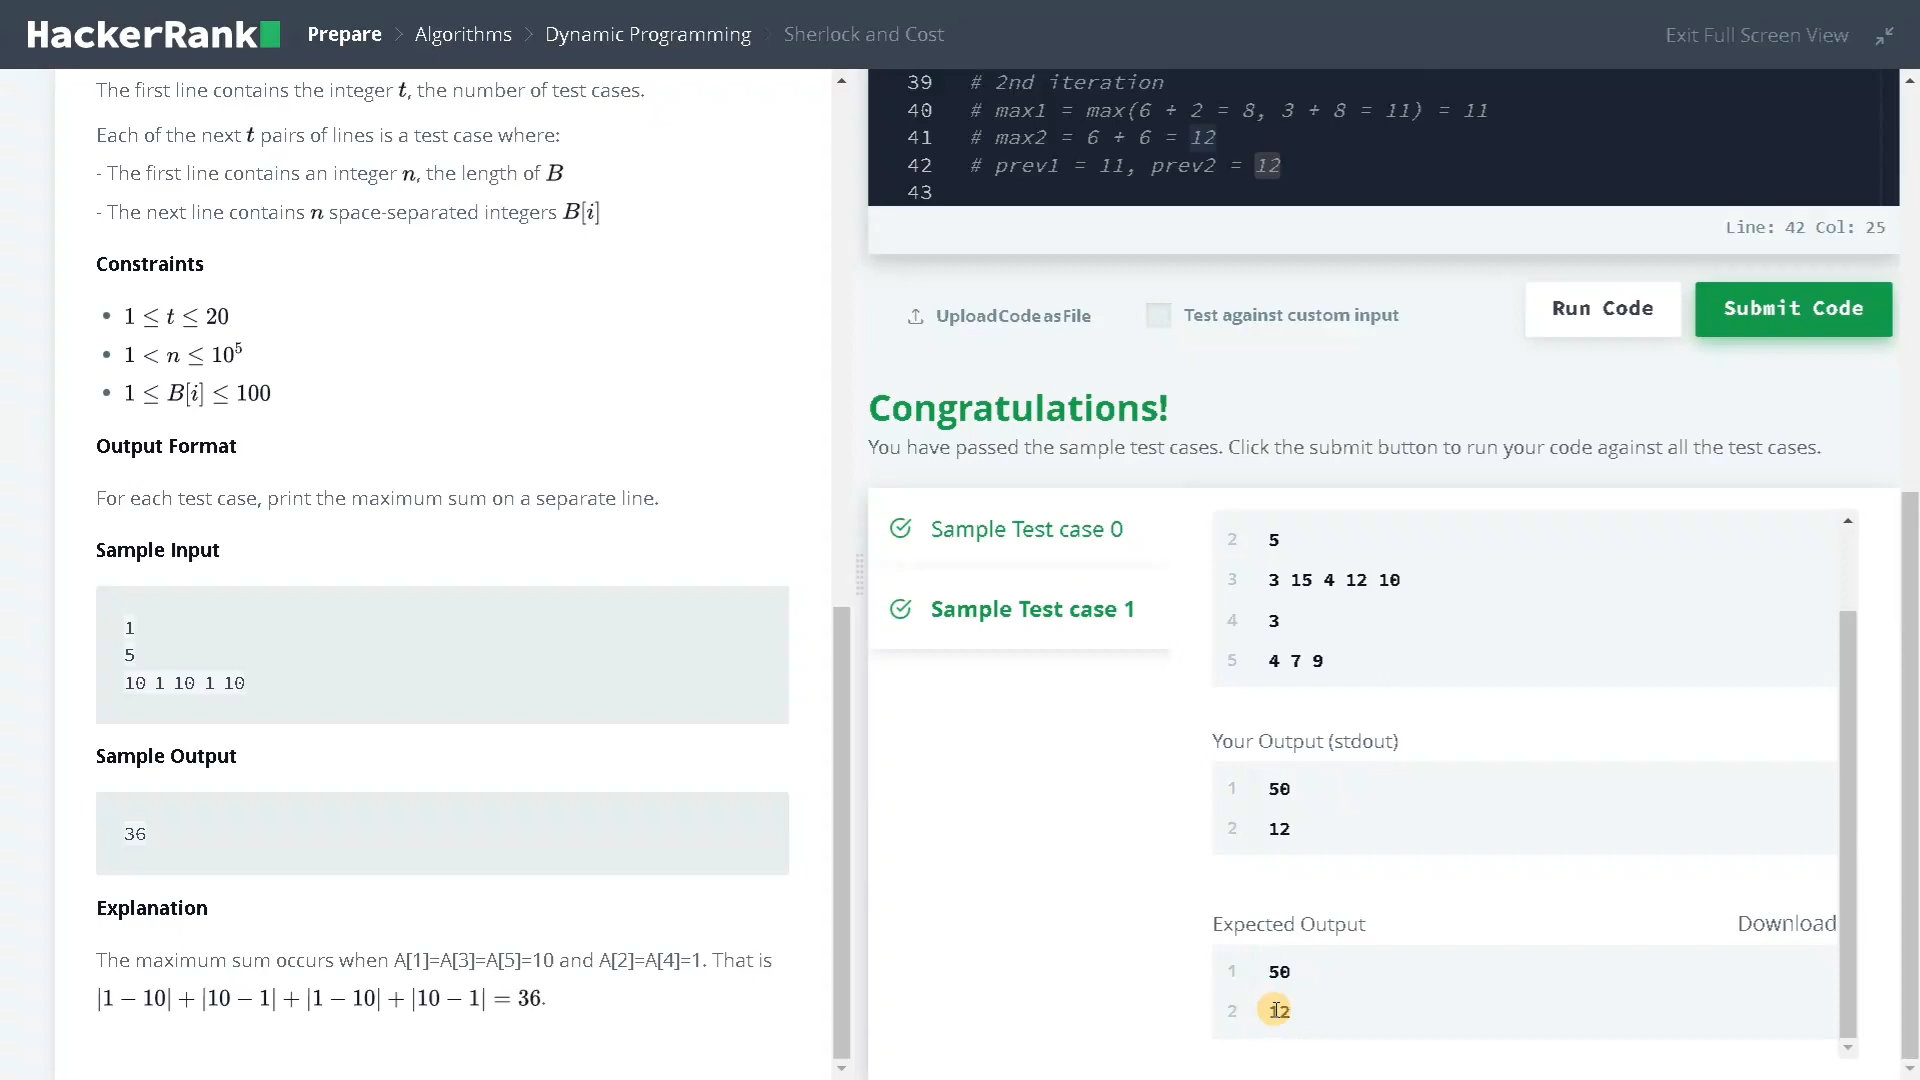 HackerRank Prepare > Algorithms > Dynamic Programming > Sherlock and Cost Exit Full Screen View
The first line contains the integer t, the number of test cases.
Each of the next t pairs of lines is a test case where:
- The first line contains an integer n, the length of B
- The next line contains n space-separated integers B[i]
Constraints
• 1 ≤ t ≤ 20
• 1 < n ≤ 10⁵
• 1 ≤ B[i] ≤ 100
Output Format
For each test case, print the maximum sum on a separate line.
Sample Input
1
5
10 1 10 1 10
Sample Output
36
Explanation
The maximum sum occurs when A[1]=A[3]=A[5]=10 and A[2]=A[4]=1. That is
|1 − 10| + |10 − 1| + |1 − 10| + |10 − 1| = 36.
39 # 2nd iteration
40 # max1 = max(6 + 2 = 8, 3 + 8 = 11) = 11
41 # max2 = 6 + 6 = 12
42 # prev1 = 11, prev2 = 12
43
Line: 42 Col: 25
Upload Code as File Test against custom input Run Code Submit Code
Congratulations!
You have passed the sample test cases. Click the submit button to run your code against all the test cases.
Sample Test case 0
Sample Test case 1
2 5
3 3 15 4 12 10
4 3
5 4 7 9
Your Output (stdout)
1 50
2 12
Expected Output Download
1 50
2 12